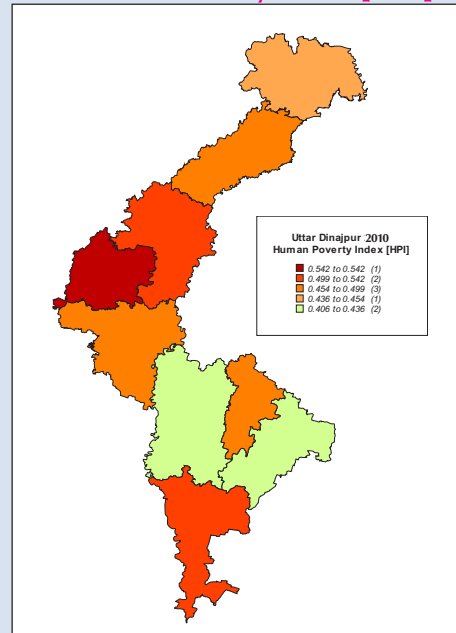 Uttar Dinajpur 2010
Human Poverty Index [HPI]
0.542 to 0.542 (1)
0.499 to 0.542 (2)
0.454 to 0.499 (3)
0.436 to 0.454 (1)
0.406 to 0.436 (2)